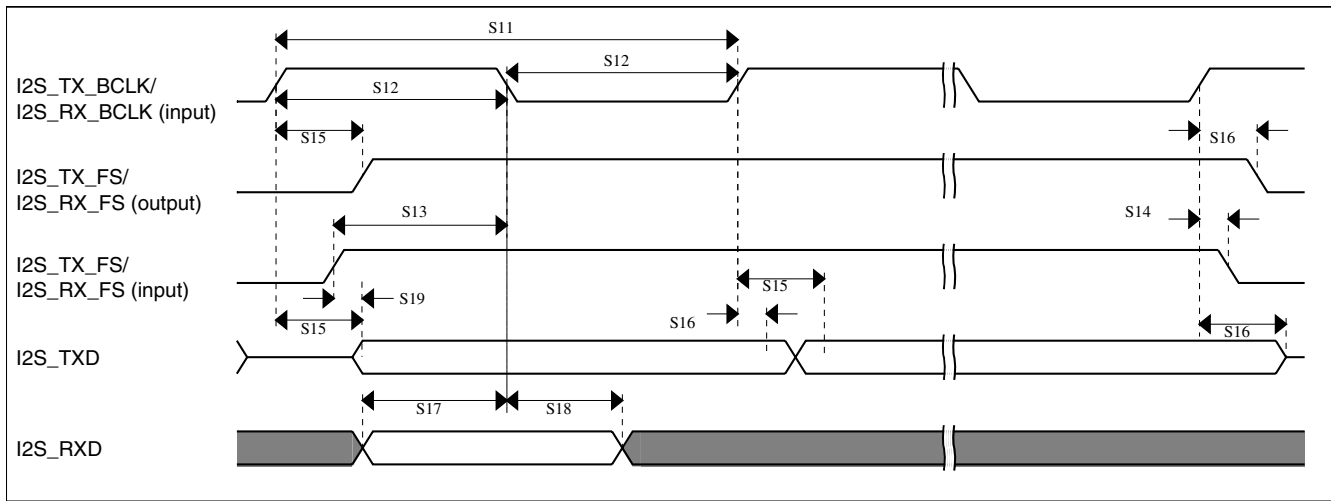 S11
I2S_TX_BCLK/
I2S_RX_BCLK (input)
S12
S12
S15
S16
I2S_TX_FS/
I2S_RX_FS (output)
S13
S14
I2S_TX_FS/
I2S_RX_FS (input)
S19
S15
S15
S16
S16
I2S_TXD
S17
S18
I2S_RXD